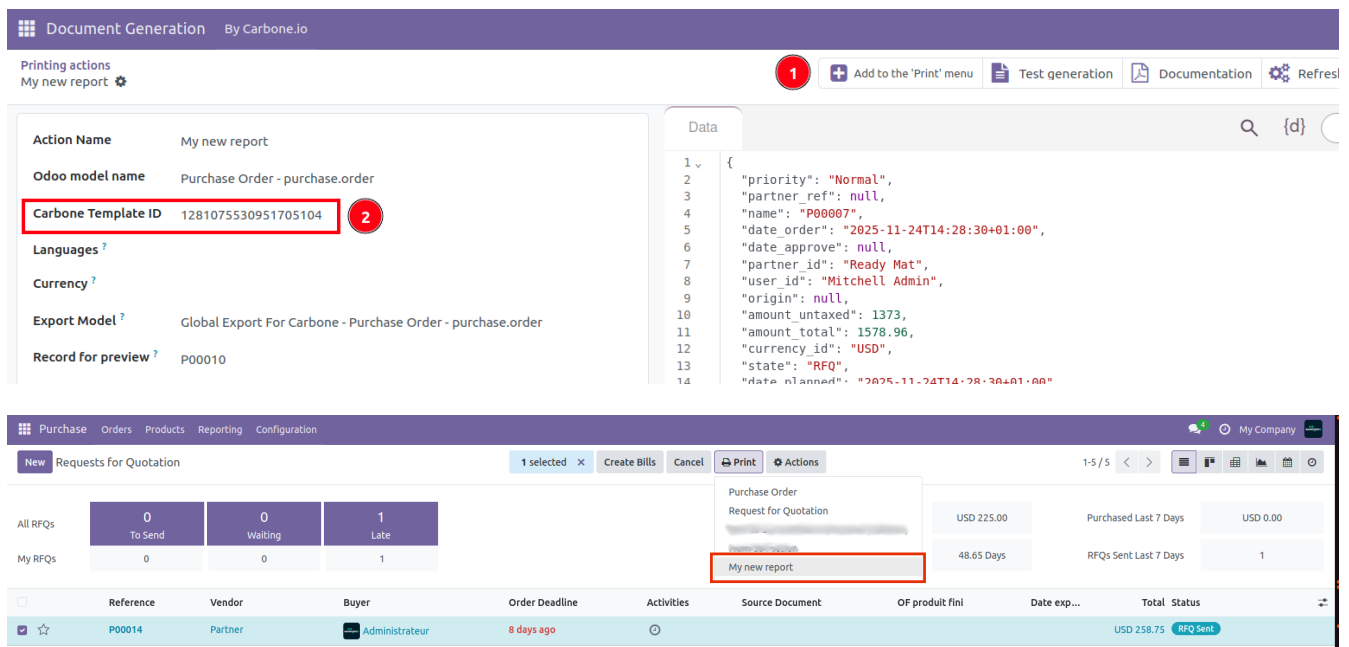 Document Generation By Carbone.io
Printing actions
My new report
1 Add to the 'Print' menu Test generation Documentation Refresh
Action Name My new report
Odoo model name Purchase Order - purchase.order
Carbone Template ID 1281075530951705104 2
Languages ?
Currency ?
Export Model ? Global Export For Carbone - Purchase Order - purchase.order
Record for preview ? P00010
Data {d}
1 {
2 "priority": "Normal",
3 "partner_ref": null,
4 "name": "P00007",
5 "date_order": "2025-11-24T14:28:30+01:00",
6 "date_approve": null,
7 "partner_id": "Ready Mat",
8 "user_id": "Mitchell Admin",
9 "origin": null,
10 "amount_untaxed": 1373,
11 "amount_total": 1578.96,
12 "currency_id": "USD",
13 "state": "RFQ",
14 "date_planned": "2025-11-24T14:28:30+01:00"
Purchase Orders Products Reporting Configuration 4 My Company
New Requests for Quotation 1 selected × Create Bills Cancel Print Actions 1-5 / 5
Purchase Order
Request for Quotation
My new report
All RFQs 0 To Send 0 Waiting 1 Late USD 225.00 Purchased Last 7 Days USD 0.00
My RFQs 0 0 1 48.65 Days RFQs Sent Last 7 Days 1
Reference Vendor Buyer Order Deadline Activities Source Document OF produit fini Date exp... Total Status
P00014 Partner Administrateur 8 days ago USD 258.75 RFQ Sent